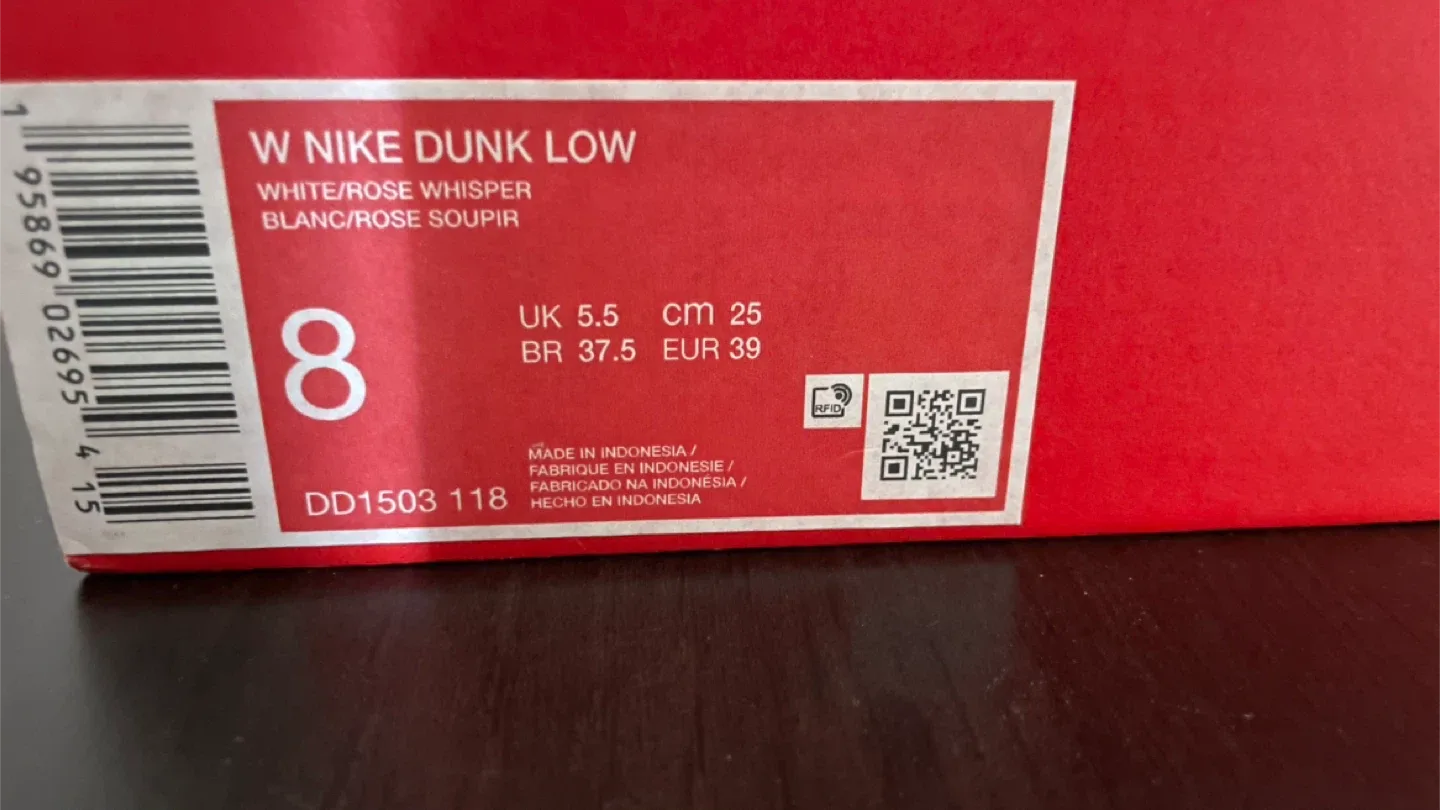 W NIKE DUNK LOW
WHITE/ROSE WHISPER
BLANC/ROSE SOUPIR
8
UK 5.5 cm 25
BR 37.5 EUR 39
RFID
MADE IN INDONESIA /
FABRIQUE EN INDONESIE /
FABRICADO NA INDONÉSIA /
HECHO EN INDONESIA
DD1503 118
1 95869 02695 4 15